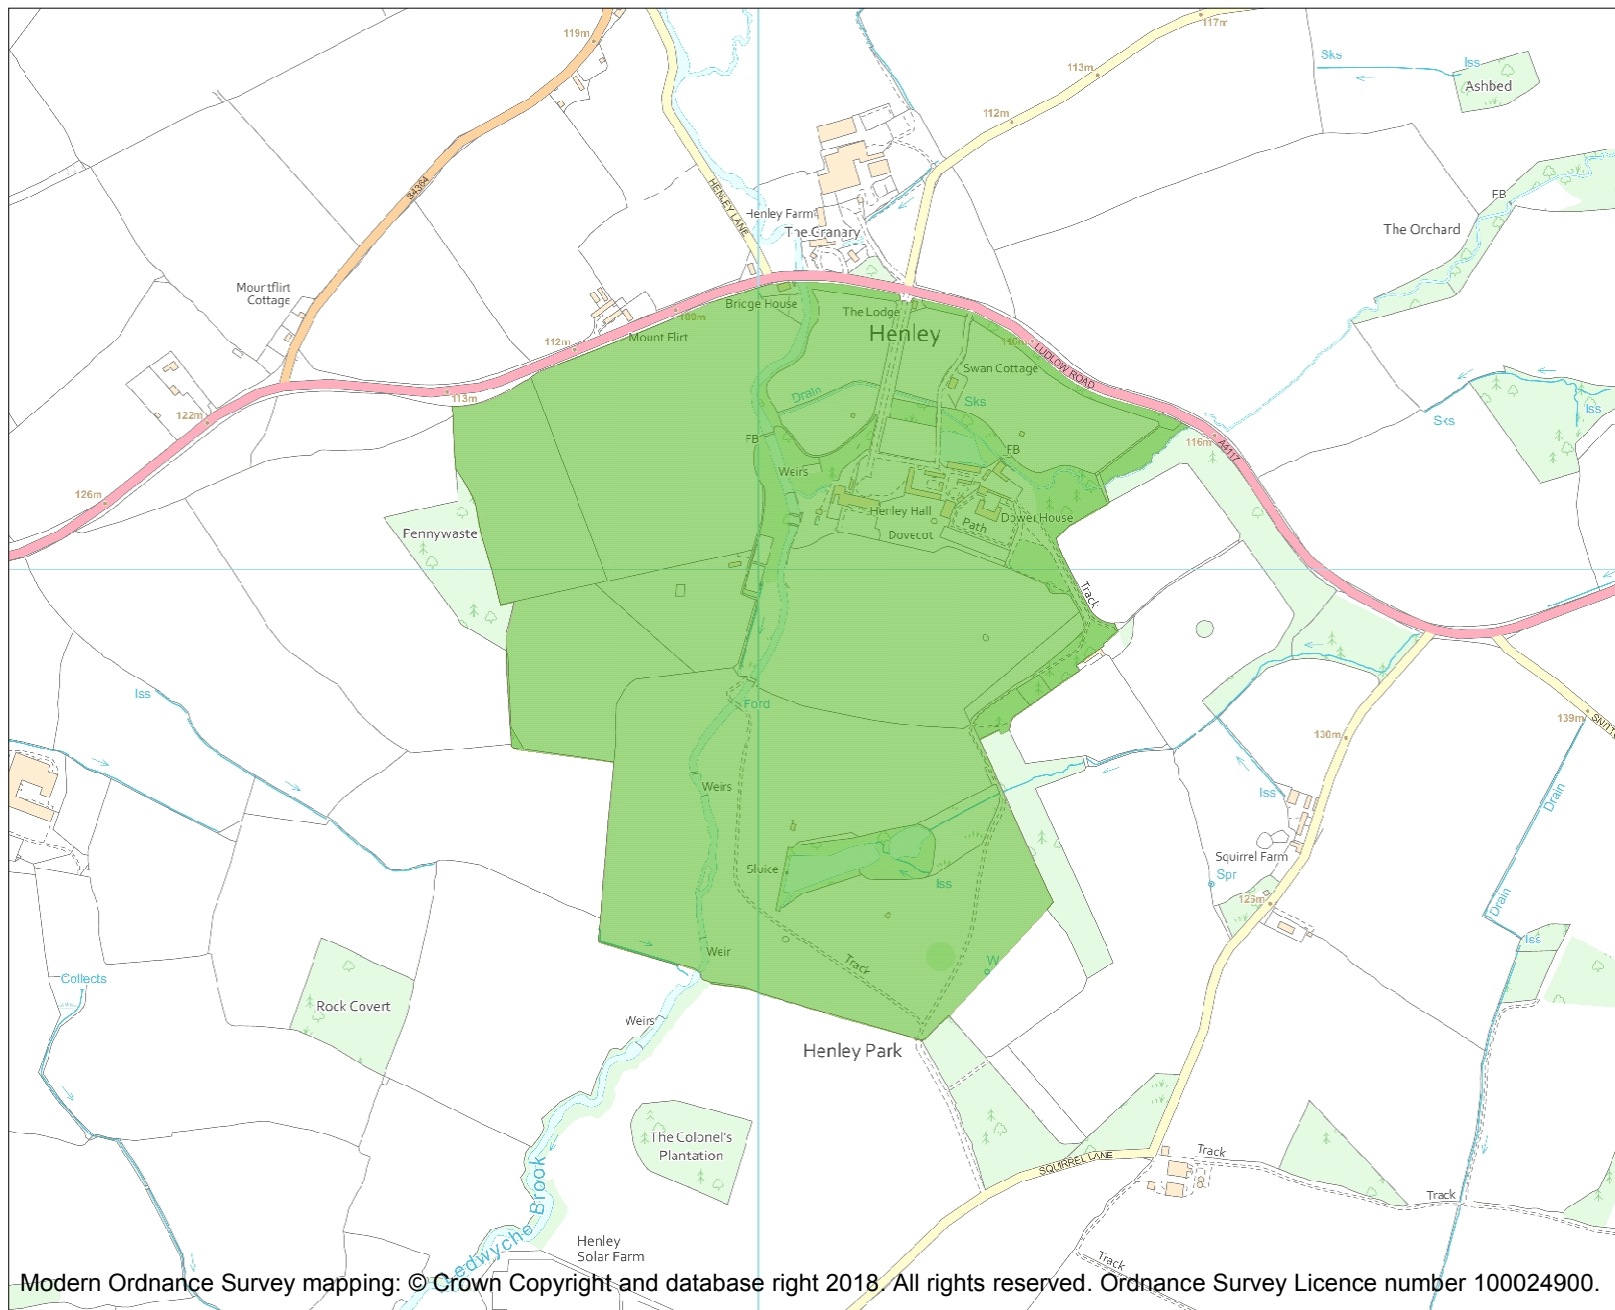 119m
117m
Sks
Iss
Ashbed
113m
112m
B4364
HENLEY LANE
FB
Henley Farm
The Granary
The Orchard
Mountflirt
Cottage
Bridge House
The Lodge
108m
Henley
Mount Flirt
112m
110m
LUDLOW ROAD
Swan Cottage
113m
Drain
Sks
122m
Iss
Sks
FB
FB
116m
A4117
Weirs
126m
Henley Hall
Dower House
Path
Fennywaste
Dovecot
Track
Iss
Ford
139m
130m
Weirs
Iss
Drain
Squirrel Farm
Sluice
Spr
Iss
125m
Drain
Iss
Weir
Track
W
Collects
Rock Covert
Weirs
Henley Park
The Colonel's
Plantation
SQUIRREL LANE
Track
Track
Ledwyche Brook
Henley
Solar Farm
Track
Modern Ordnance Survey mapping: © Crown Copyright and database right 2018. All rights reserved. Ordnance Survey Licence number 100024900.